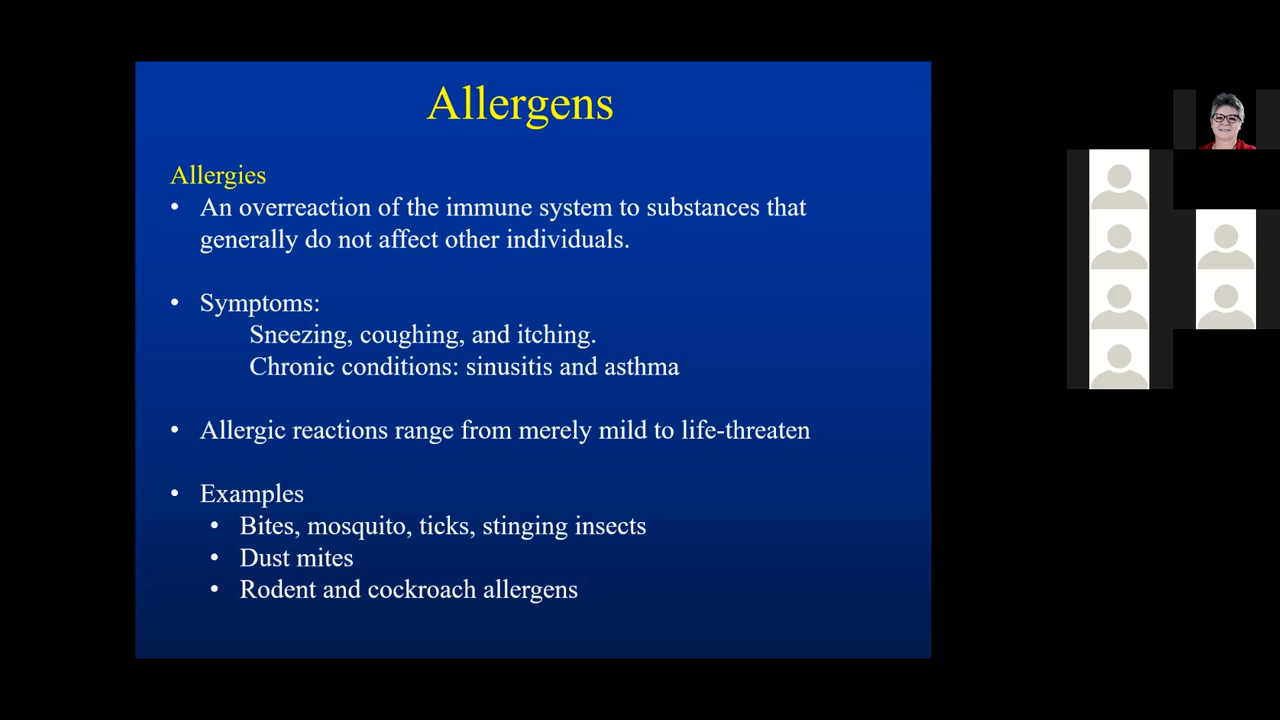 Allergens
Allergies
• An overreaction of the immune system to substances that
generally do not affect other individuals.
• Symptoms:
Sneezing, coughing, and itching.
Chronic conditions: sinusitis and asthma
• Allergic reactions range from merely mild to life-threaten
• Examples
• Bites, mosquito, ticks, stinging insects
• Dust mites
• Rodent and cockroach allergens